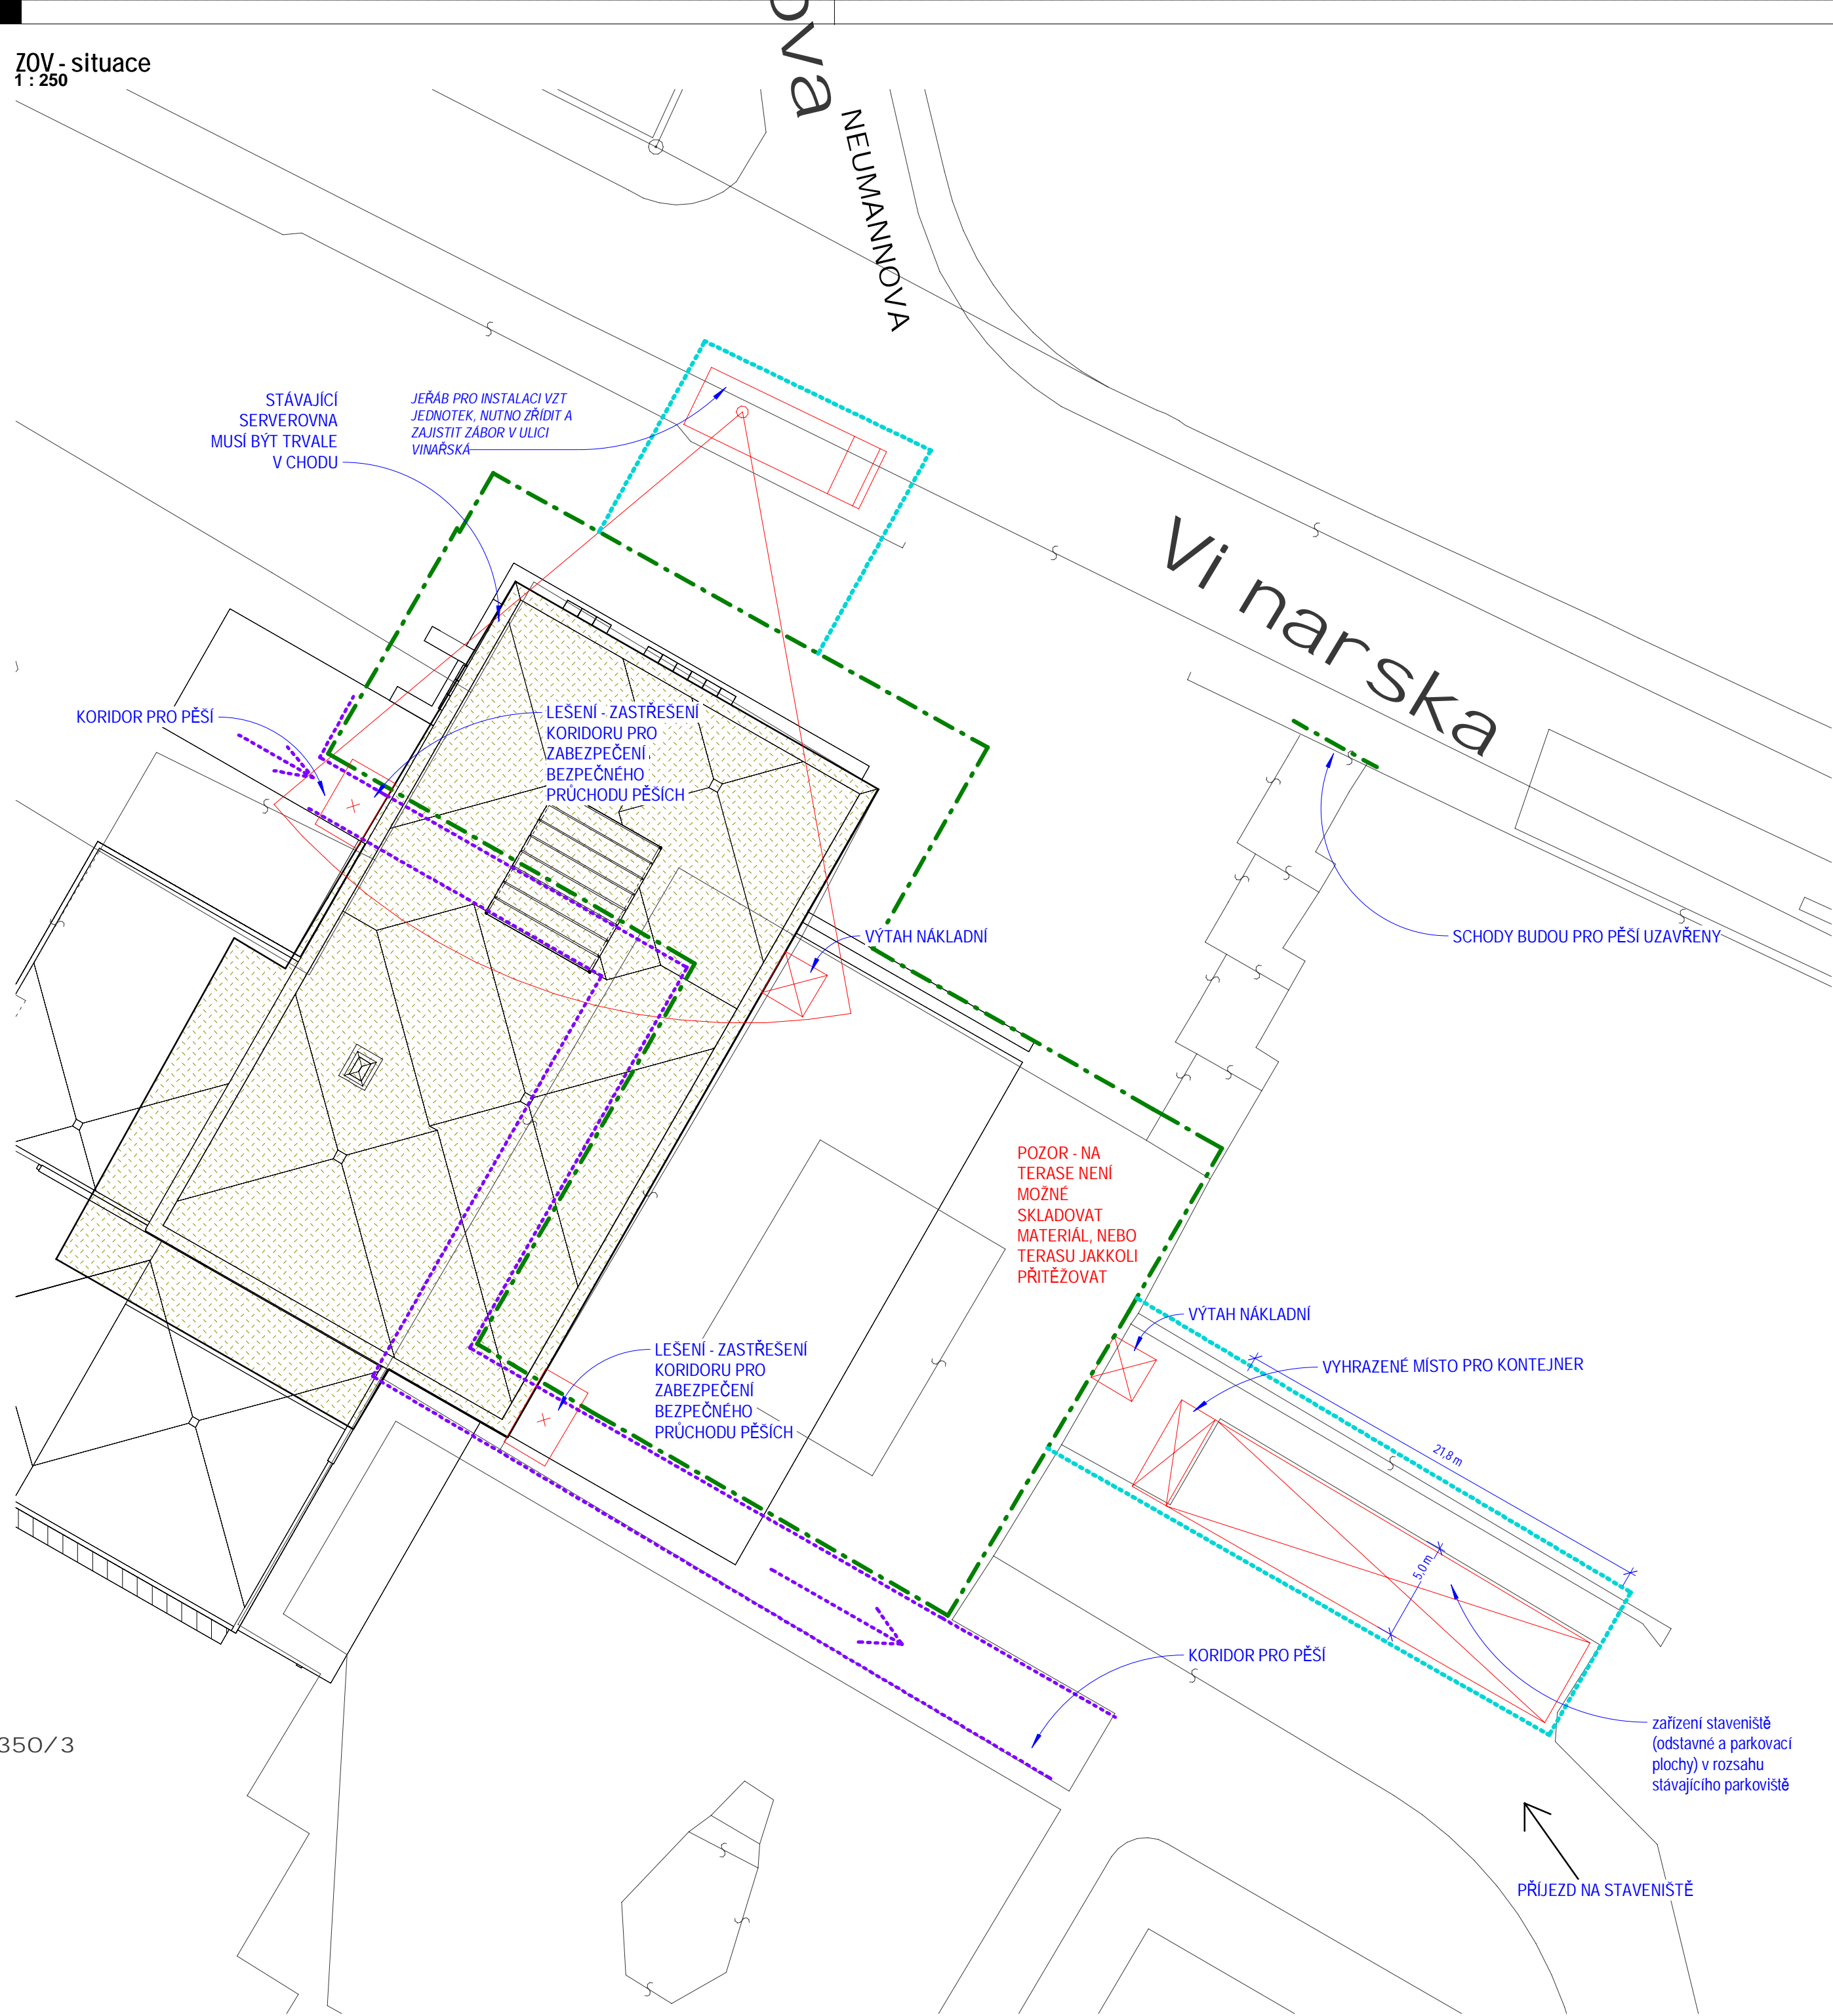 ZOV - situace
1 : 250
ova
NEUMANNOVA
STÁVAJÍCÍ
SERVEROVNA
MUSÍ BÝT TRVALE
V CHODU
JEŘÁB PRO INSTALACI VZT
JEDNOTEK, NUTNO ZŘÍDIT A
ZAJISTIT ZÁBOR V ULICI
VINAŘSKÁ
Vinarska
KORIDOR PRO PĚŠÍ
LEŠENÍ - ZASTŘEŠENÍ
KORIDORU PRO
ZABEZPEČENÍ
BEZPEČNÉHO
PRŮCHODU PĚŠÍCH
VÝTAH NÁKLADNÍ
SCHODY BUDOU PRO PĚŠÍ UZAVŘENY
POZOR - NA
TERASE NENÍ
MOŽNÉ
SKLADOVAT
MATERIÁL, NEBO
TERASU JAKKOLI
PŘITĚŽOVAT
VÝTAH NÁKLADNÍ
LEŠENÍ - ZASTŘEŠENÍ
KORIDORU PRO
ZABEZPEČENÍ
BEZPEČNÉHO
PRŮCHODU PĚŠÍCH
VYHRAZENÉ MÍSTO PRO KONTEJNER
21,8 m
5,0 m
KORIDOR PRO PĚŠÍ
zařízení staveniště
(odstavné a parkovací
plochy) v rozsahu
stávajícího parkoviště
350/3
PŘÍJEZD NA STAVENIŠTĚ